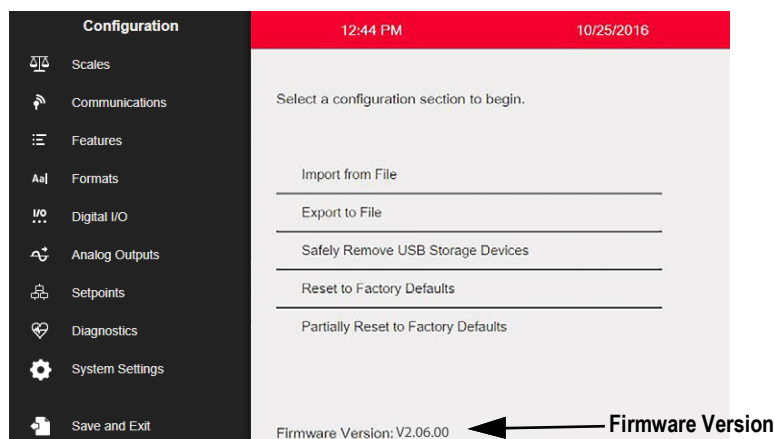 Configuration
12:44 PM
10/25/2016
Scales
Communications
Features
Aa
Formats
I/O
Digital I/O
Analog Outputs
Setpoints
Diagnostics
System Settings
Save and Exit
Select a configuration section to begin.
Import from File
Export to File
Safely Remove USB Storage Devices
Reset to Factory Defaults
Partially Reset to Factory Defaults
Firmware Version: V2.06.00
Firmware Version